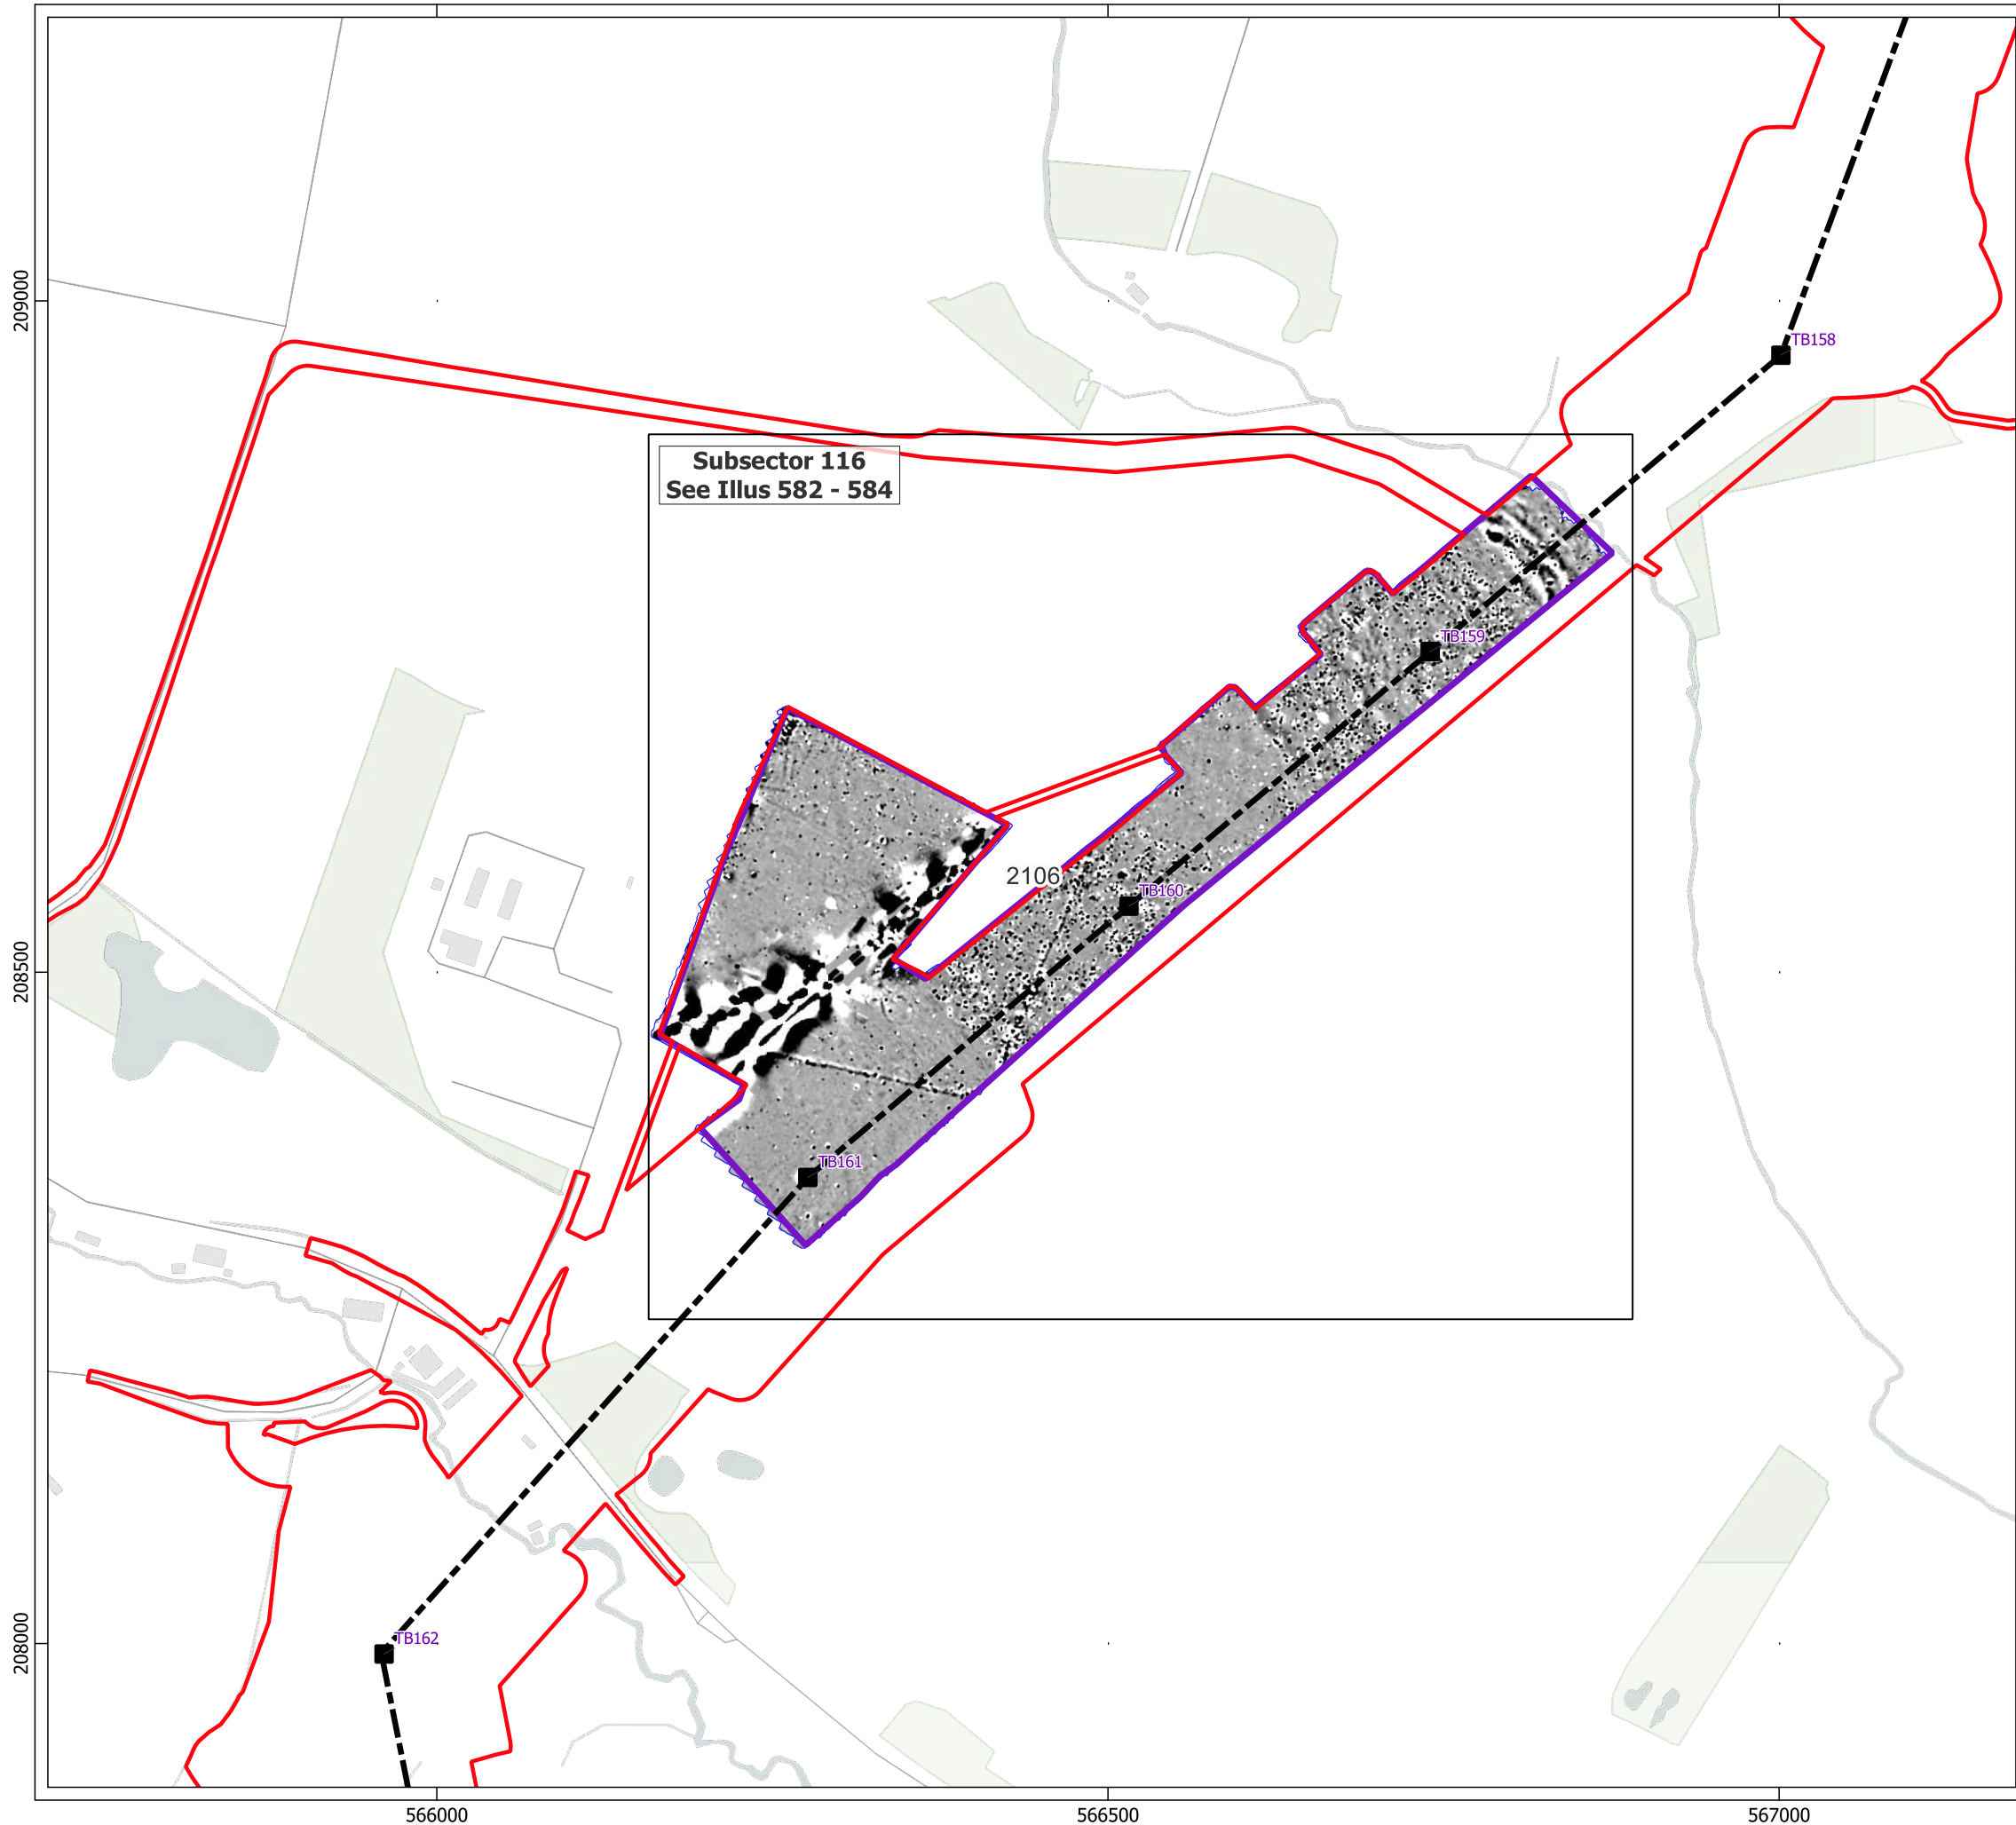 TB158
Subsector 116
See Illus 582 - 584
TB159
2106
TB160
TB161
TB162
209000
208500
208000
566000
566500
567000